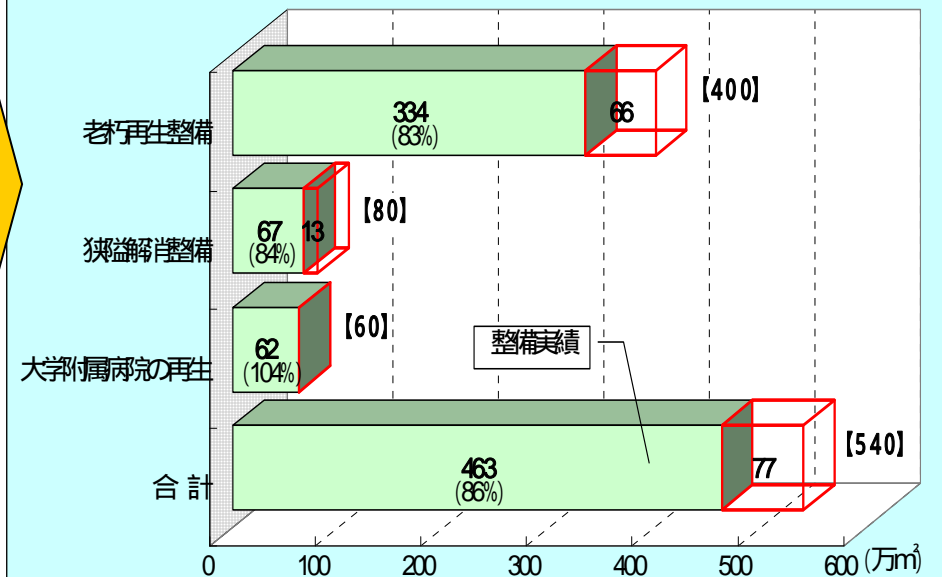 老朽再生整備
334
(83%)
66
【400】
狭隘解消整備
67
(84%)
13
【80】
大学附属病院の再生
62
(104%)
【60】
整備実績
合計
463
(86%)
77
【540】
0 100 200 300 400 500 600 (万㎡)